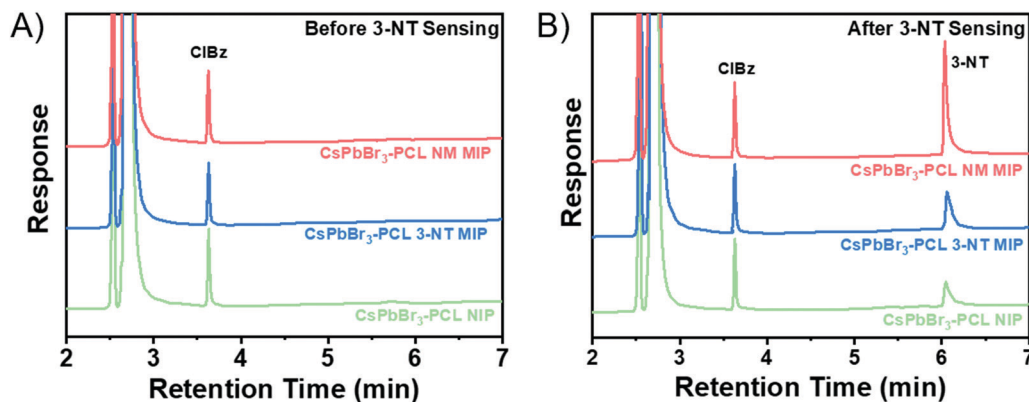 A)
Before 3-NT Sensing
ClBz
CsPbBr₃-PCL NM MIP
CsPbBr₃-PCL 3-NT MIP
CsPbBr₃-PCL NIP
Response
2 3 4 5 6 7
Retention Time (min)
B)
After 3-NT Sensing
ClBz
3-NT
CsPbBr₃-PCL NM MIP
CsPbBr₃-PCL 3-NT MIP
CsPbBr₃-PCL NIP
Response
2 3 4 5 6 7
Retention Time (min)